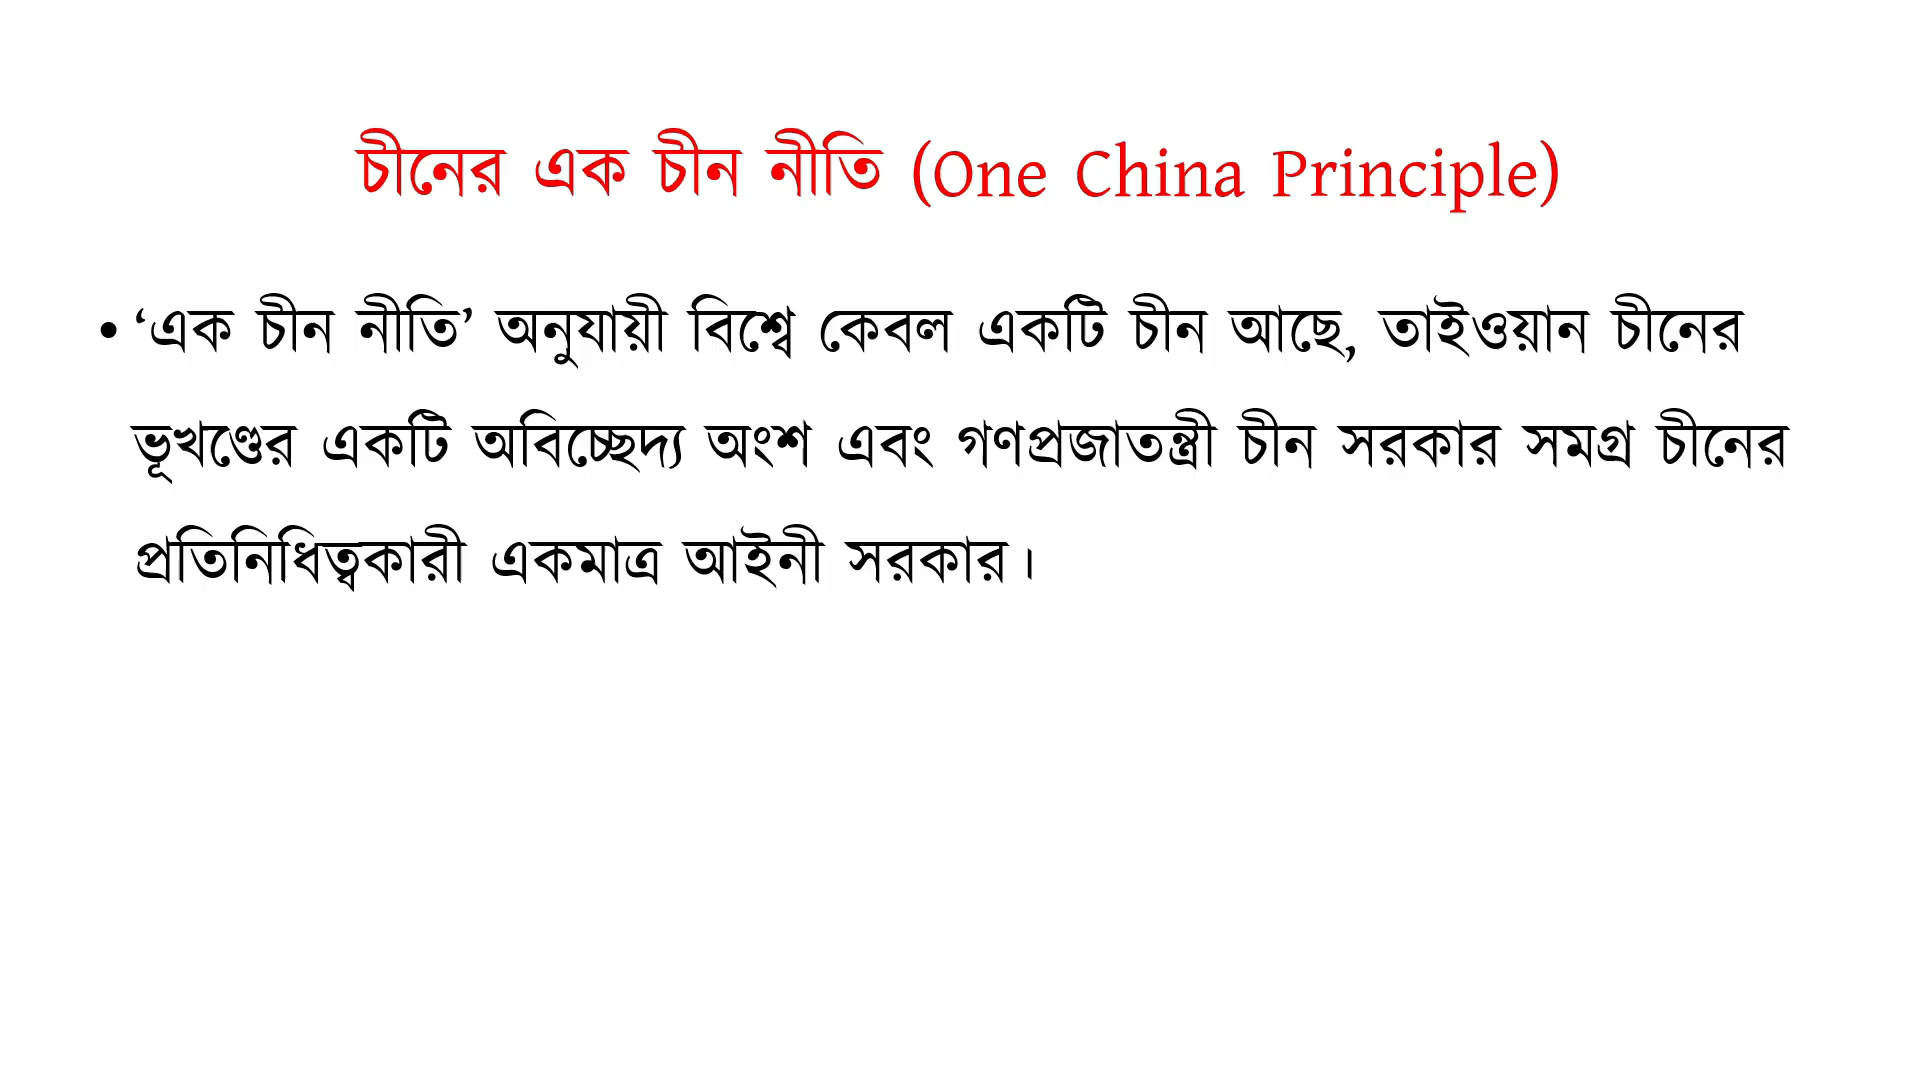 চীনের এক চীন নীতি (One China Principle)
• ‘এক চীন নীতি’ অনুযায়ী বিশ্বে কেবল একটি চীন আছে, তাইওয়ান চীনের
ভূখণ্ডের একটি অবিচ্ছেদ্য অংশ এবং গণপ্রজাতন্ত্রী চীন সরকার সমগ্র চীনের
প্রতিনিধিত্বকারী একমাত্র আইনী সরকার।